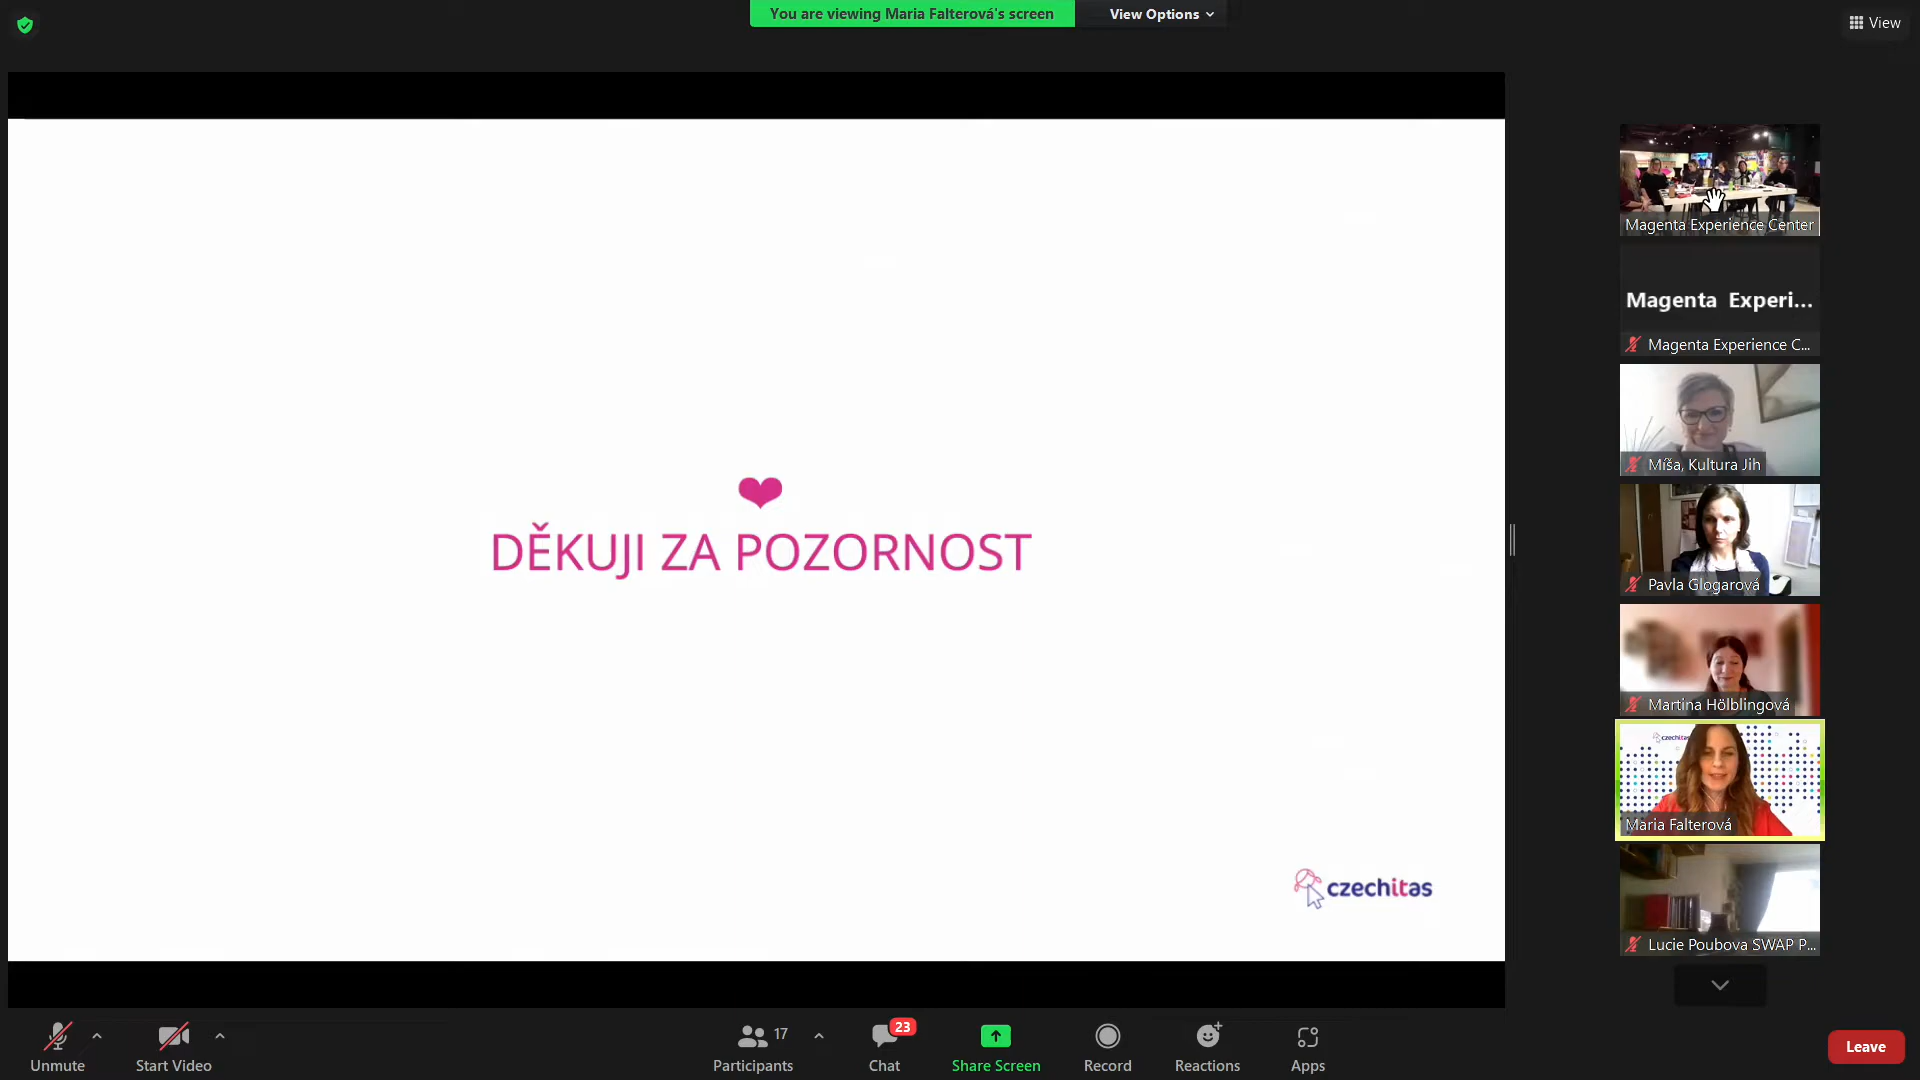 You are viewing Maria Falterová's screen
View Options
View
Magenta Experience Center
Magenta Experi...
Magenta Experience C...
Míša, Kultura Jih
Pavla Glogarová
Martina Hölblingová
czechitas
Maria Falterová
Lucie Poubova SWAP P...
DĚKUJI ZA POZORNOST
czechitas
Unmute
Start Video
17
Participants
23
Chat
Share Screen
Record
Reactions
Apps
Leave